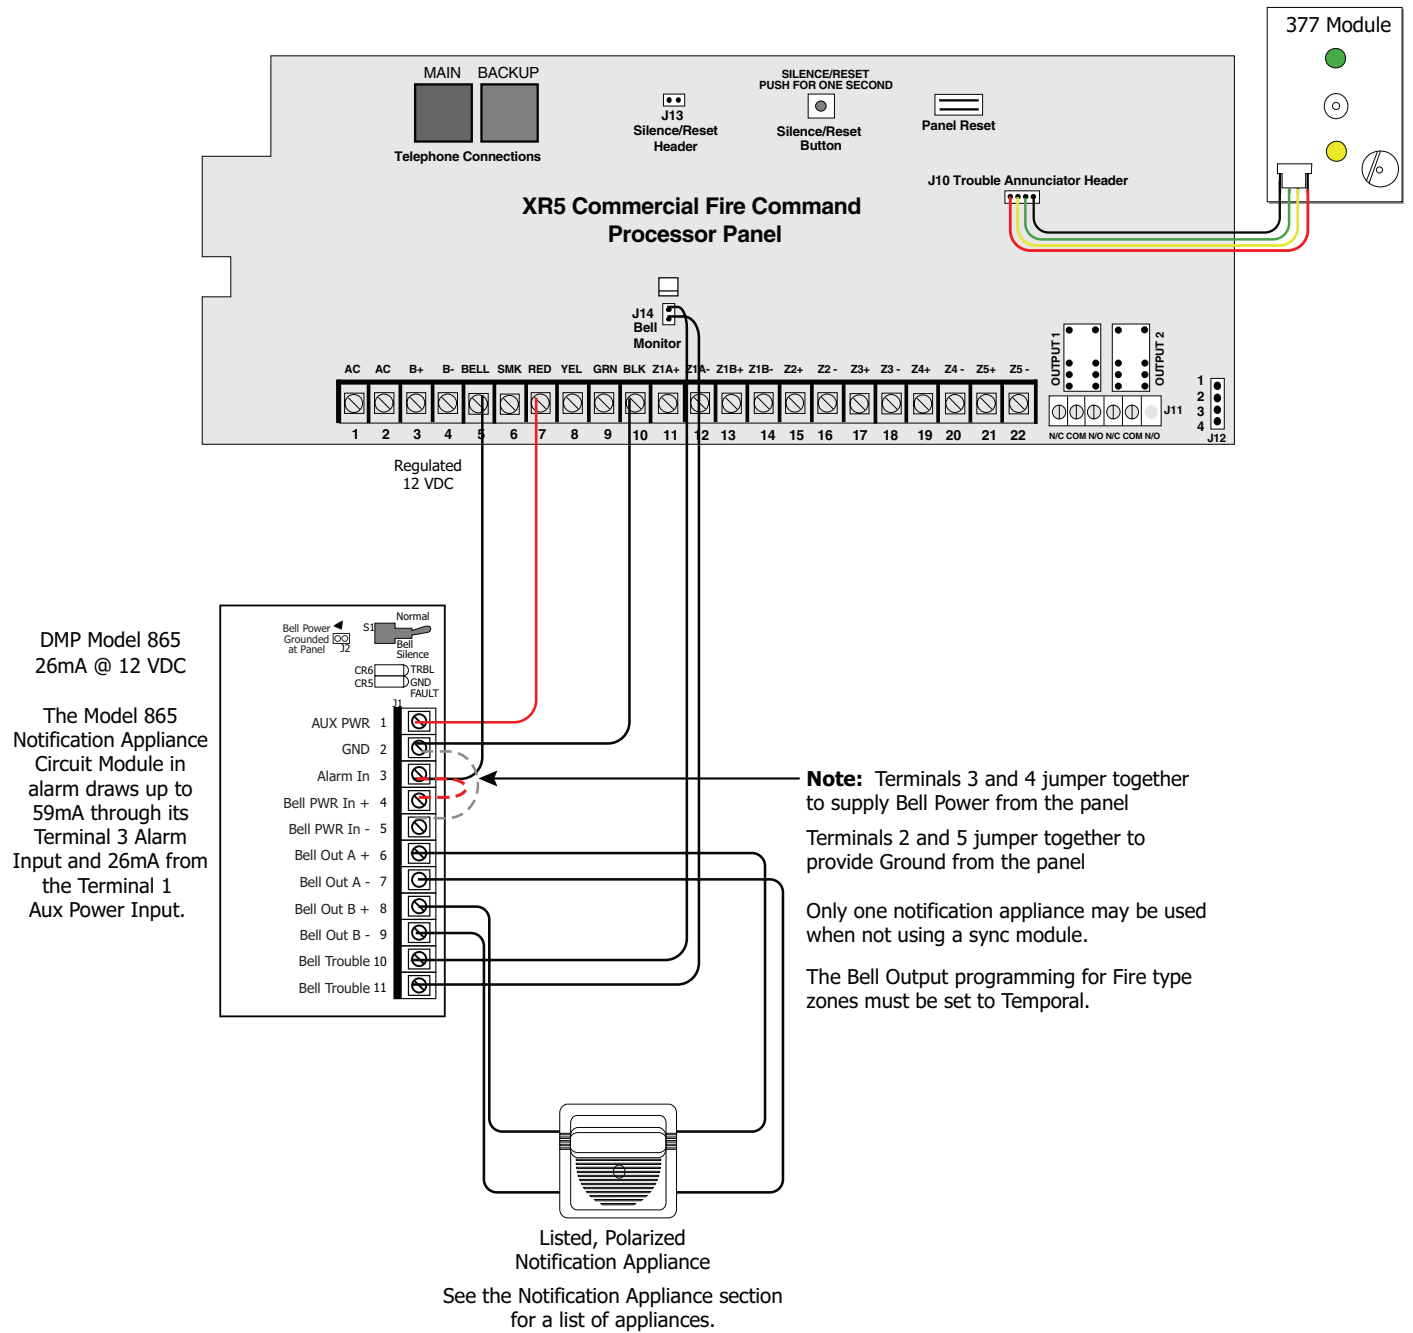 377 Module
MAIN BACKUP
Telephone Connections
J13
Silence/Reset
Header
SILENCE/RESET
PUSH FOR ONE SECOND
Silence/Reset
Button
Panel Reset
J10 Trouble Annunciator Header
XR5 Commercial Fire Command
Processor Panel
J14
Bell
Monitor
OUTPUT 1
OUTPUT 2
AC AC B+ B- BELL SMK RED YEL GRN BLK Z1A+ Z1A- Z1B+ Z1B- Z2+ Z2 - Z3+ Z3 - Z4+ Z4 - Z5+ Z5 -
1 2 3 4 5 6 7 8 9 10 11 12 13 14 15 16 17 18 19 20 21 22
N/C COM N/O N/C COM N/O
J11
1
2
3
4
J12
Regulated
12 VDC
DMP Model 865
26mA @ 12 VDC
The Model 865
Notification Appliance
Circuit Module in
alarm draws up to
59mA through its
Terminal 3 Alarm
Input and 26mA from
the Terminal 1
Aux Power Input.
Bell Power
Grounded
at Panel
J2
S1
Normal
Bell
Silence
CR6 TRBL
CR5 GND
FAULT
J1
AUX PWR 1
GND 2
Alarm In 3
Bell PWR In + 4
Bell PWR In - 5
Bell Out A + 6
Bell Out A - 7
Bell Out B + 8
Bell Out B - 9
Bell Trouble 10
Bell Trouble 11
Note: Terminals 3 and 4 jumper together
to supply Bell Power from the panel
Terminals 2 and 5 jumper together to
provide Ground from the panel
Only one notification appliance may be used
when not using a sync module.
The Bell Output programming for Fire type
zones must be set to Temporal.
Listed, Polarized
Notification Appliance
See the Notification Appliance section
for a list of appliances.